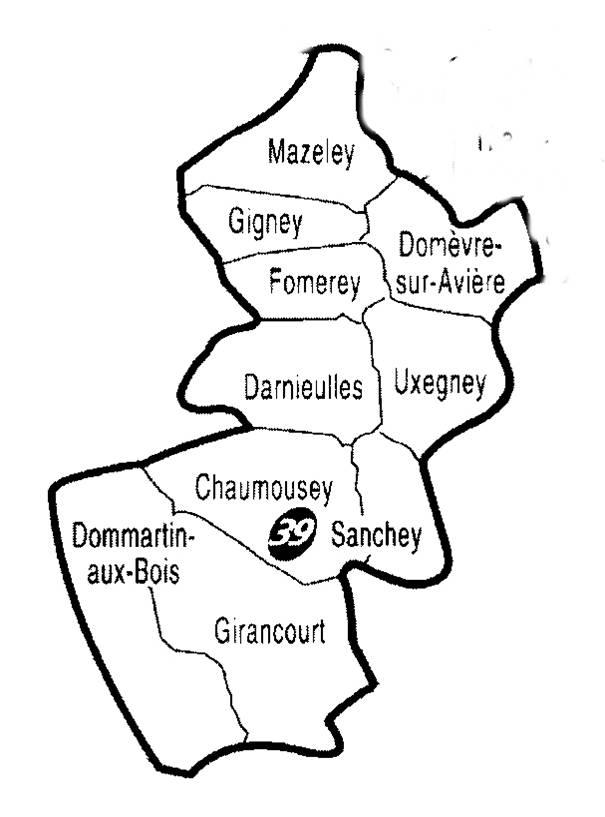 Mazeley
Gigney
Domèvre-
sur-Avière
Fomerey
Darnieulles
Uxegney
Chaumousey
39
Sanchey
Dommartin-
aux-Bois
Girancourt